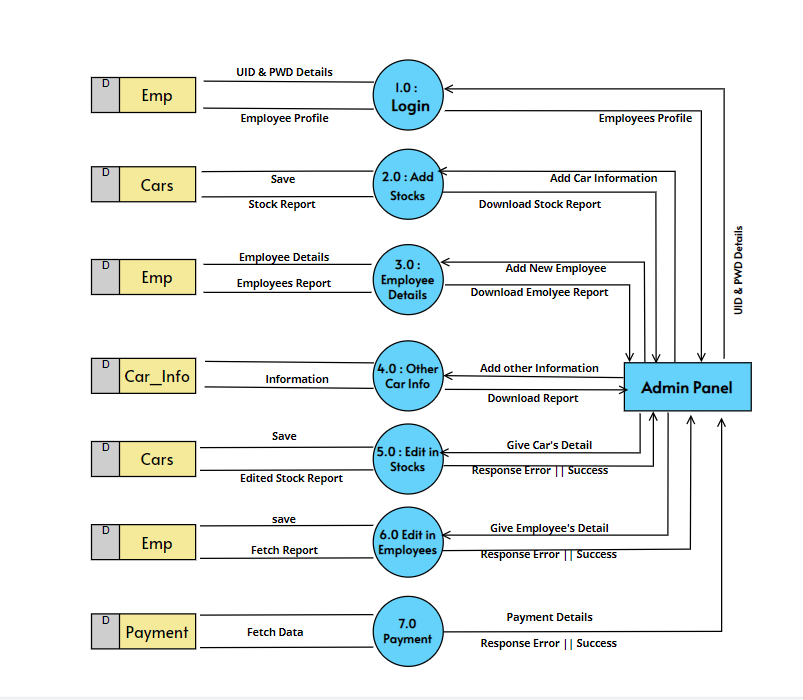 UID & PWD Details
D
Emp
1.0 :
Login
Employee Profile
Employees Profile
D
Cars
Save
2.0 : Add
Stocks
Add Car Information
Stock Report
Download Stock Report
UID & PWD Details
D
Emp
Employee Details
3.0 :
Employee
Details
Add New Employee
Employees Report
Download Emolyee Report
D
Car_Info
4.0 : Other
Car Info
Add other Information
Information
Download Report
Admin Panel
D
Cars
Save
5.0 : Edit in
Stocks
Give Car's Detail
Edited Stock Report
Response Error || Success
D
Emp
save
6.0 Edit in
Employees
Give Employee's Detail
Fetch Report
Response Error || Success
D
Payment
7.0
Payment
Payment Details
Fetch Data
Response Error || Success